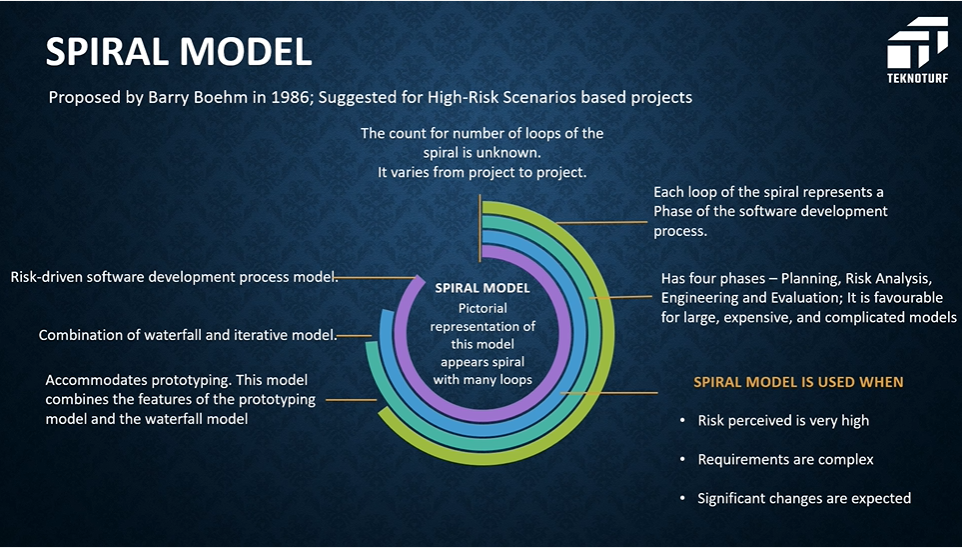 SPIRAL MODEL
TEKNOTURF
Proposed by Barry Boehm in 1986; Suggested for High-Risk Scenarios based projects
The count for number of loops of the
spiral is unknown.
It varies from project to project.
Each loop of the spiral represents a
Phase of the software development
process.
Risk-driven software development process model.
Has four phases – Planning, Risk Analysis,
Engineering and Evaluation; It is favourable
for large, expensive, and complicated models
SPIRAL MODEL
Pictorial
representation of
this model
appears spiral
with many loops
Combination of waterfall and iterative model.
Accommodates prototyping. This model
combines the features of the prototyping
model and the waterfall model
SPIRAL MODEL IS USED WHEN
• Risk perceived is very high
• Requirements are complex
• Significant changes are expected